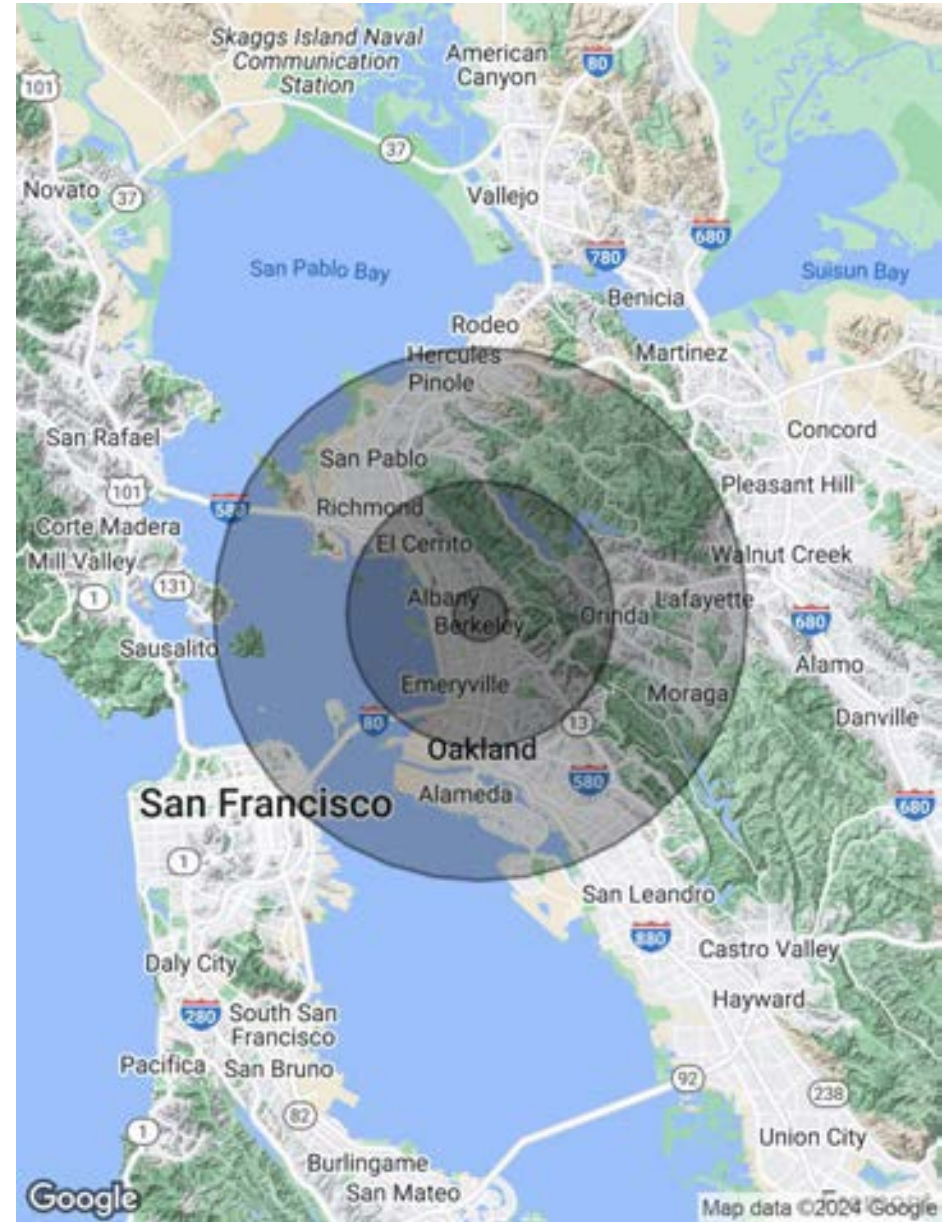 Skaggs Island Naval
Communication
Station
American
Canyon
80
101
37
Novato
37
Vallejo
680
780
San Pablo Bay
Suisun Bay
Benicia
Rodeo
Hercules
Martinez
Pinole
San Rafael
Concord
San Pablo
101
Pleasant Hill
580
Richmond
Corte Madera
El Cerrito
Walnut Creek
Mill Valley
131
1
Albany
Lafayette
Berkeley
Orinda
680
Sausalito
Alamo
Emeryville
Moraga
80
13
Danville
Oakland
580
San Francisco
Alameda
680
1
San Leandro
880
Castro Valley
Daly City
Hayward
280
South San
Francisco
Pacifica
San Bruno
92
238
82
1
Union City
Burlingame
San Mateo
Google
Map data ©2024 Google